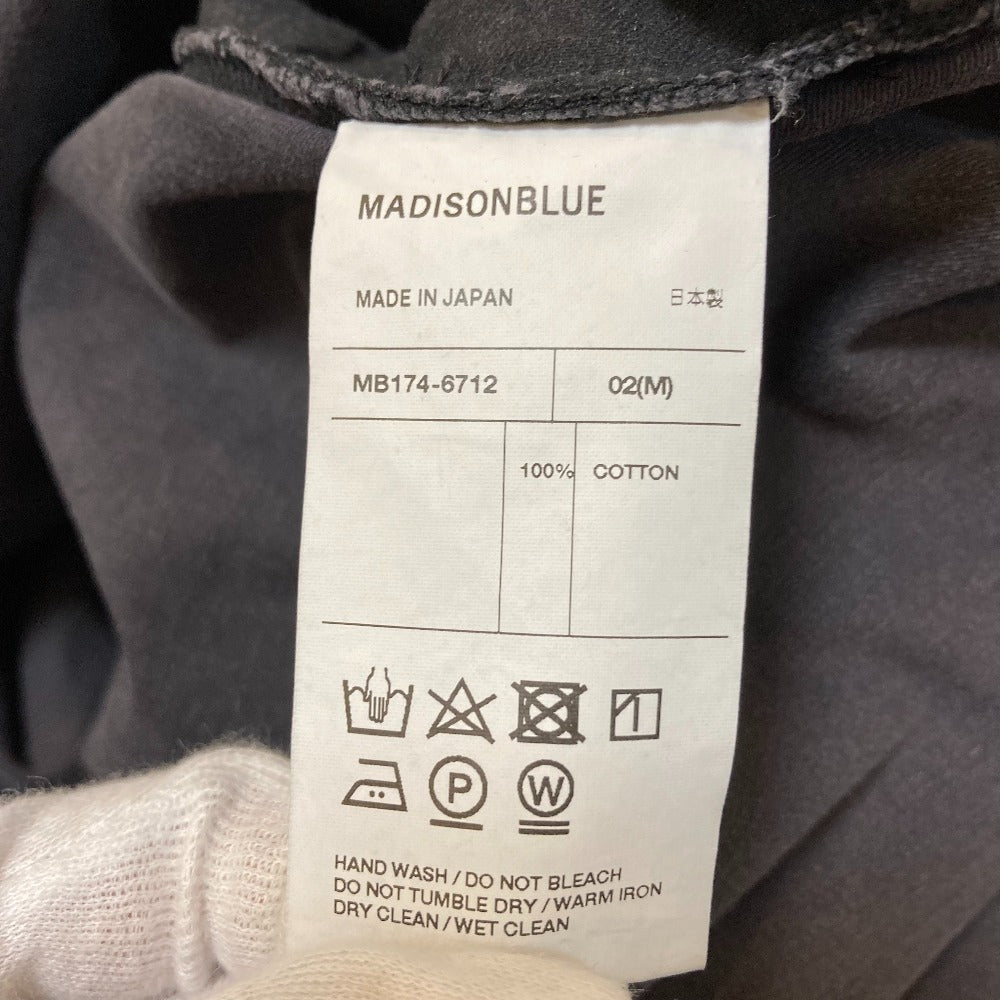 MADISONBLUE
MADE IN JAPAN 日本製
MB174-6712 02(M)
100% COTTON
P W
HAND WASH / DO NOT BLEACH
DO NOT TUMBLE DRY / WARM IRON
DRY CLEAN / WET CLEAN